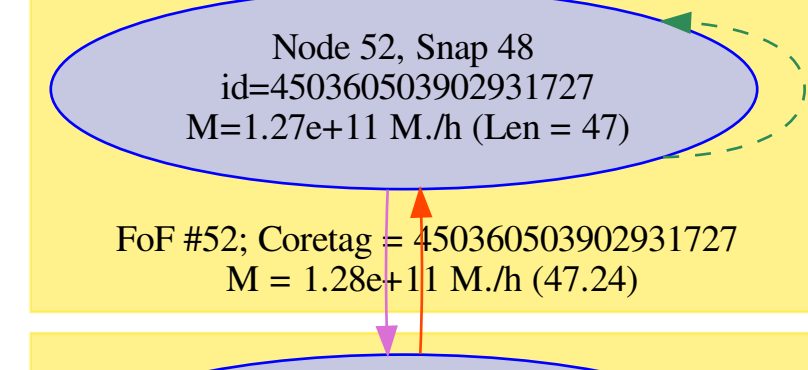 Node 52, Snap 48
id=450360503902931727
M=1.27e+11 M./h (Len = 47)
FoF #52; Coretag = 450360503902931727
M = 1.28e+11 M./h (47.24)